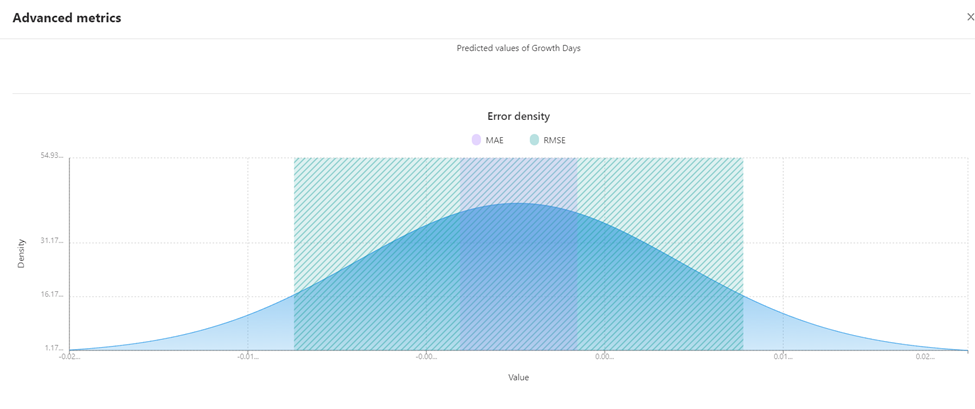 Advanced metrics
Predicted values of Growth Days
Error density
MAE
RMSE
54.93...
31.17...
16.17...
1.17...
Density
-0.02...
-0.01...
-0.00...
0.00...
0.01...
0.02...
Value